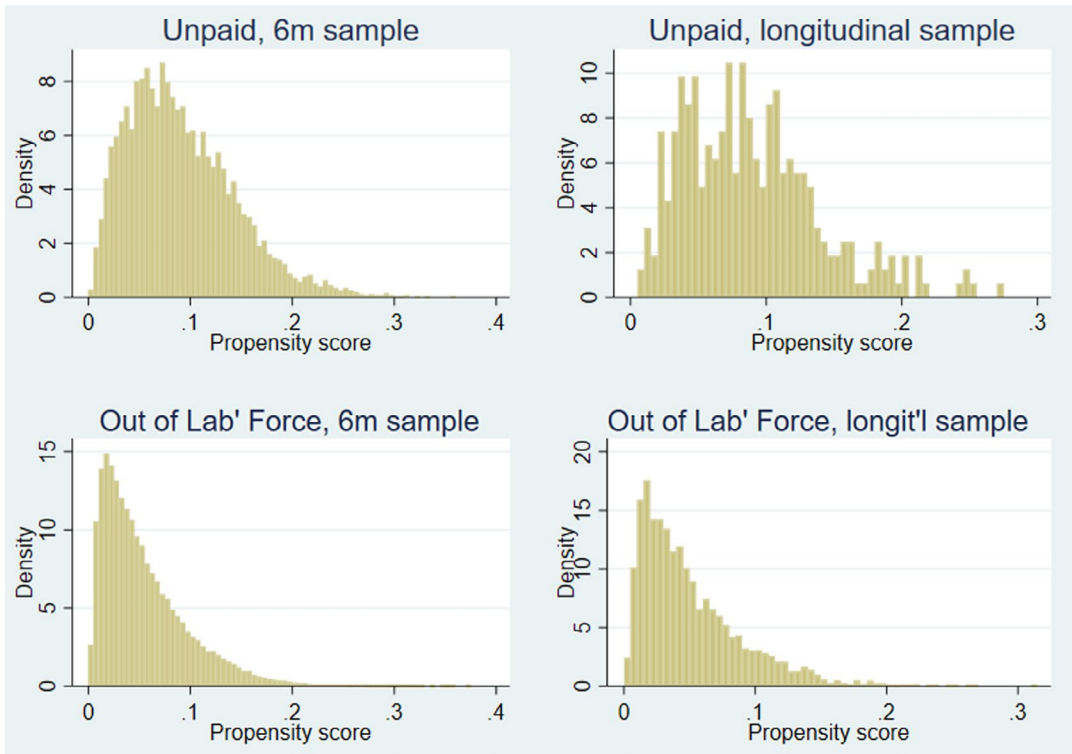 Unpaid, 6m sample
Density
8
6
4
2
0
0 .1 .2 .3 .4
Propensity score
Unpaid, longitudinal sample
Density
10
8
6
4
2
0
0 .1 .2 .3
Propensity score
Out of Lab' Force, 6m sample
Density
15
10
5
0
0 .1 .2 .3 .4
Propensity score
Out of Lab' Force, longit'l sample
Density
20
15
10
5
0
0 .1 .2 .3
Propensity score